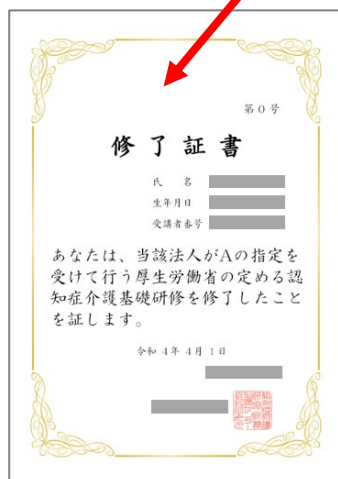 第0号
修了証書
氏 名
生年月日
受講者番号
あなたは、当該法人がAの指定を
受けて行う厚生労働省の定める認
知症介護基礎研修を修了したこと
を証します。
令和 4年 4月 1日